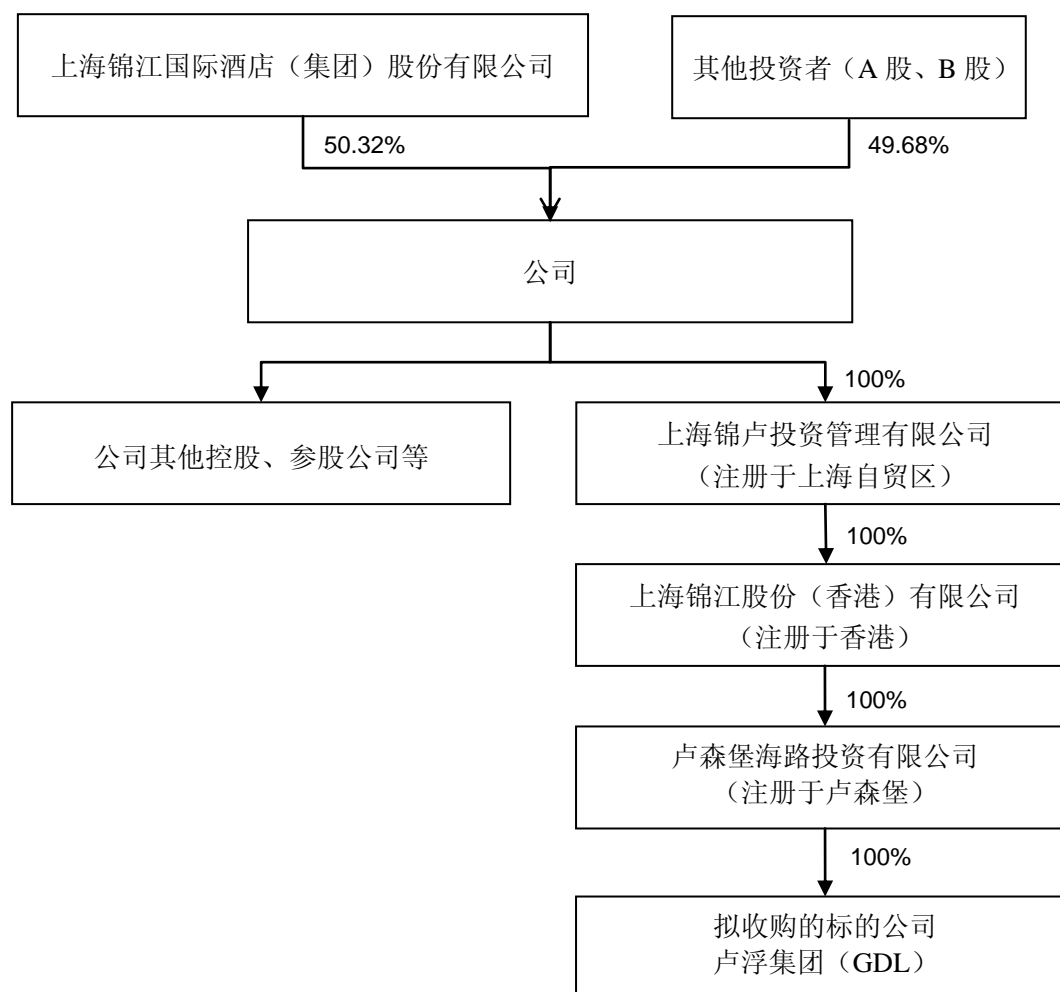 上海锦江国际酒店（集团）股份有限公司
其他投资者（A 股、B 股）
50.32%
49.68%
公司
100%
公司其他控股、参股公司等
上海锦卢投资管理有限公司
（注册于上海自贸区）
100%
上海锦江股份（香港）有限公司
（注册于香港）
100%
卢森堡海路投资有限公司
（注册于卢森堡）
100%
拟收购的标的公司
卢浮集团（GDL）